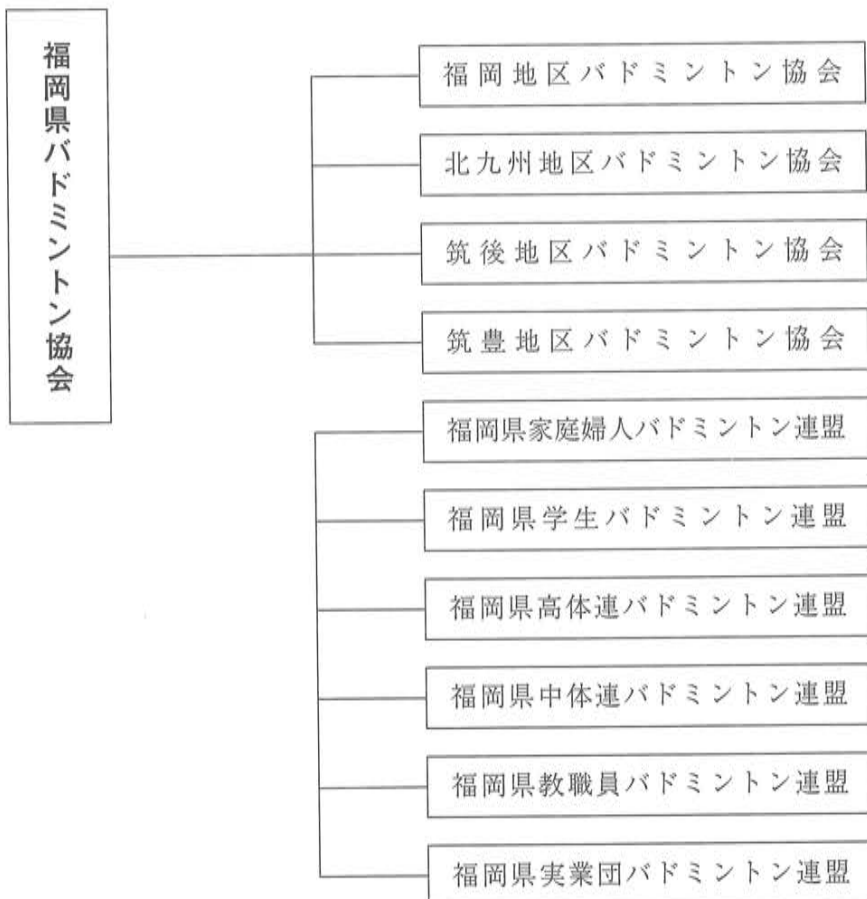 福岡県バドミントン協会
福岡地区バドミントン協会
北九州地区バドミントン協会
筑後地区バドミントン協会
筑豊地区バドミントン協会
福岡県家庭婦人バドミントン連盟
福岡県学生バドミントン連盟
福岡県高体連バドミントン連盟
福岡県中体連バドミントン連盟
福岡県教職員バドミントン連盟
福岡県実業団バドミントン連盟